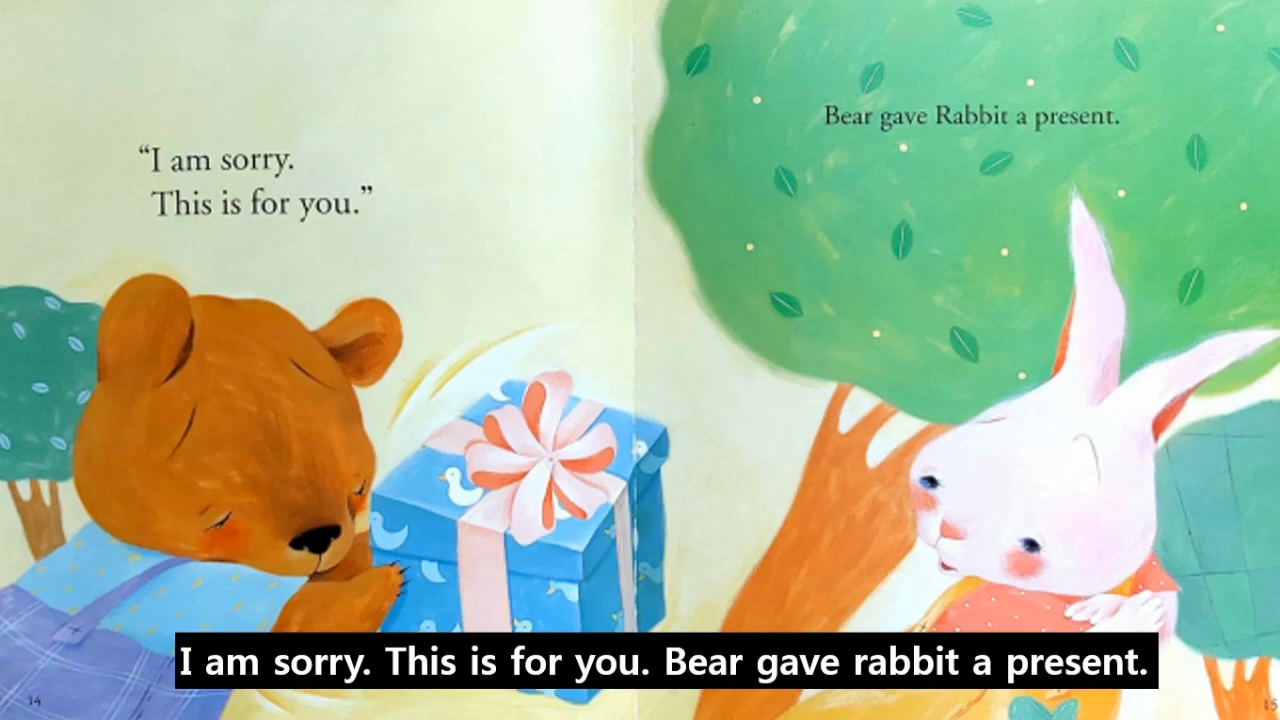 “I am sorry.
This is for you.”
Bear gave Rabbit a present.
14
I am sorry. This is for you. Bear gave rabbit a present.